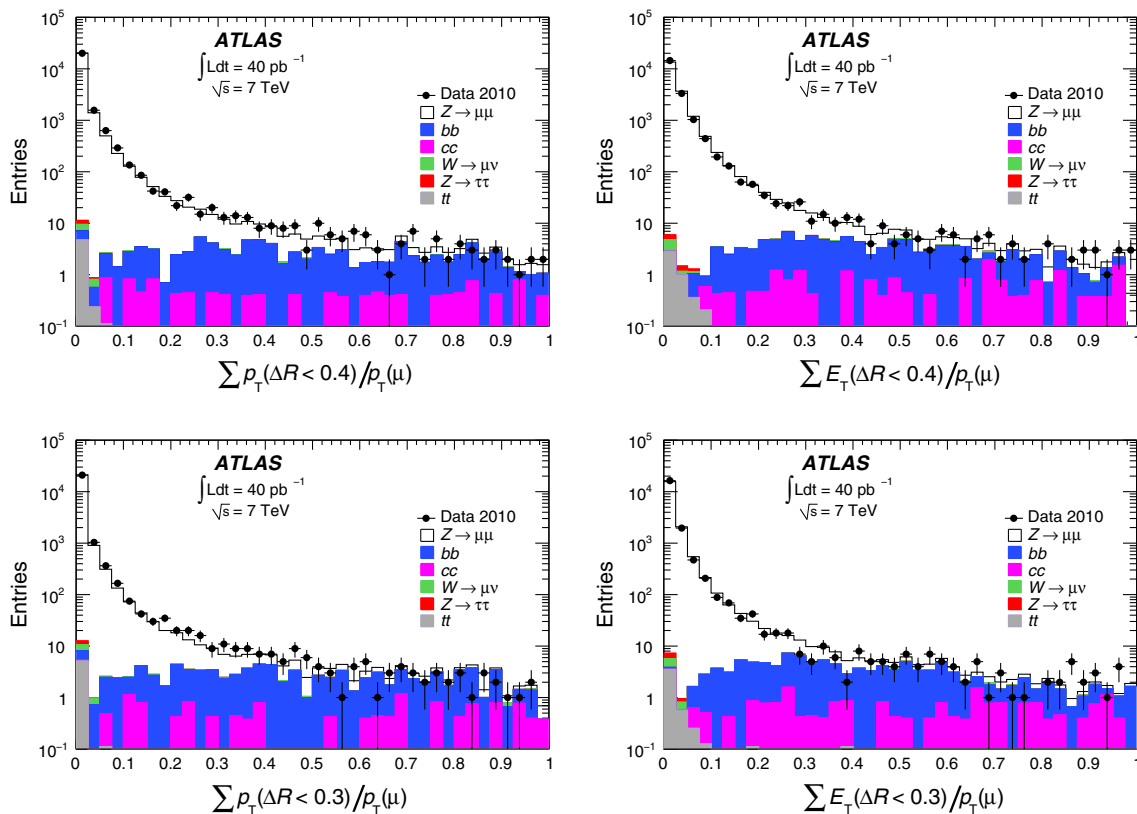 10^5
10^4
10^3
10^2
10
1
10^−1
Entries
ATLAS
∫Ldt = 40 pb^−1
√s = 7 TeV
Data 2010
Z→μμ
bb
cc
W→μν
Z→ττ
tt
0 0.1 0.2 0.3 0.4 0.5 0.6 0.7 0.8 0.9 1
∑ p_T(ΔR < 0.4)/p_T(μ)
10^5
10^4
10^3
10^2
10
1
10^−1
Entries
ATLAS
∫Ldt = 40 pb^−1
√s = 7 TeV
Data 2010
Z→μμ
bb
cc
W→μν
Z→ττ
tt
0 0.1 0.2 0.3 0.4 0.5 0.6 0.7 0.8 0.9 1
∑ E_T(ΔR < 0.4)/p_T(μ)
10^5
10^4
10^3
10^2
10
1
10^−1
Entries
ATLAS
∫Ldt = 40 pb^−1
√s = 7 TeV
Data 2010
Z→μμ
bb
cc
W→μν
Z→ττ
tt
0 0.1 0.2 0.3 0.4 0.5 0.6 0.7 0.8 0.9 1
∑ p_T(ΔR < 0.3)/p_T(μ)
10^5
10^4
10^3
10^2
10
1
10^−1
Entries
ATLAS
∫Ldt = 40 pb^−1
√s = 7 TeV
Data 2010
Z→μμ
bb
cc
W→μν
Z→ττ
tt
0 0.1 0.2 0.3 0.4 0.5 0.6 0.7 0.8 0.9 1
∑ E_T(ΔR < 0.3)/p_T(μ)